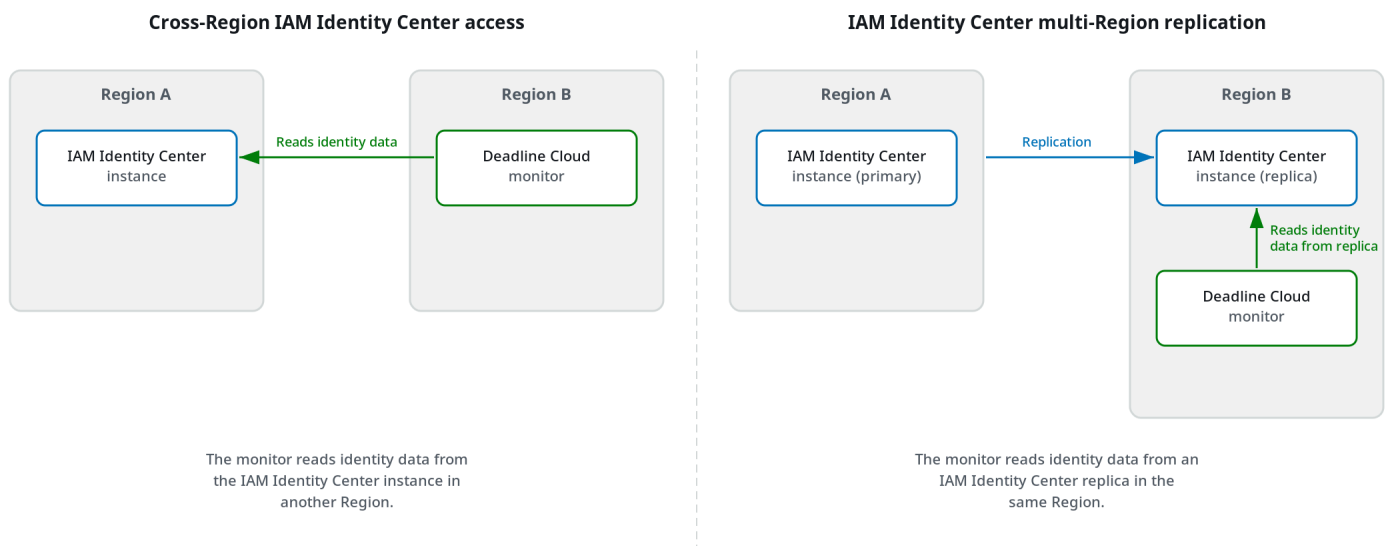 Cross-Region IAM Identity Center access
Region A
IAM Identity Center
instance
Reads identity data
Region B
Deadline Cloud
monitor
The monitor reads identity data from
the IAM Identity Center instance in
another Region.
IAM Identity Center multi-Region replication
Region A
IAM Identity Center
instance (primary)
Replication
Region B
IAM Identity Center
instance (replica)
Reads identity
data from replica
Deadline Cloud
monitor
The monitor reads identity data from an
IAM Identity Center replica in the
same Region.